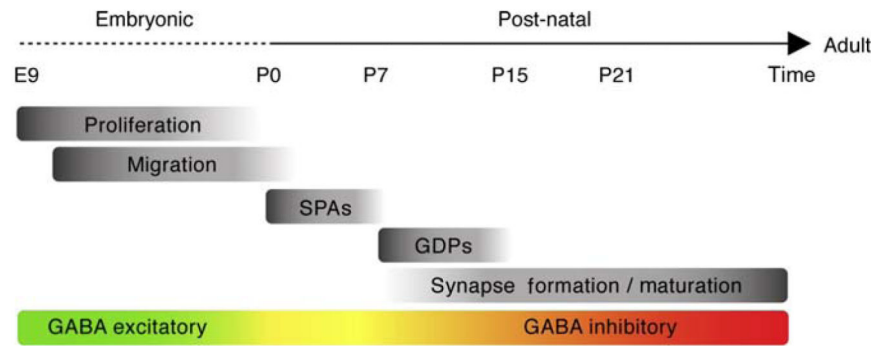 Embryonic Post-natal
Adult
E9 P0 P7 P15 P21 Time
Proliferation
Migration
SPAs
GDPs
Synapse formation / maturation
GABA excitatory GABA inhibitory